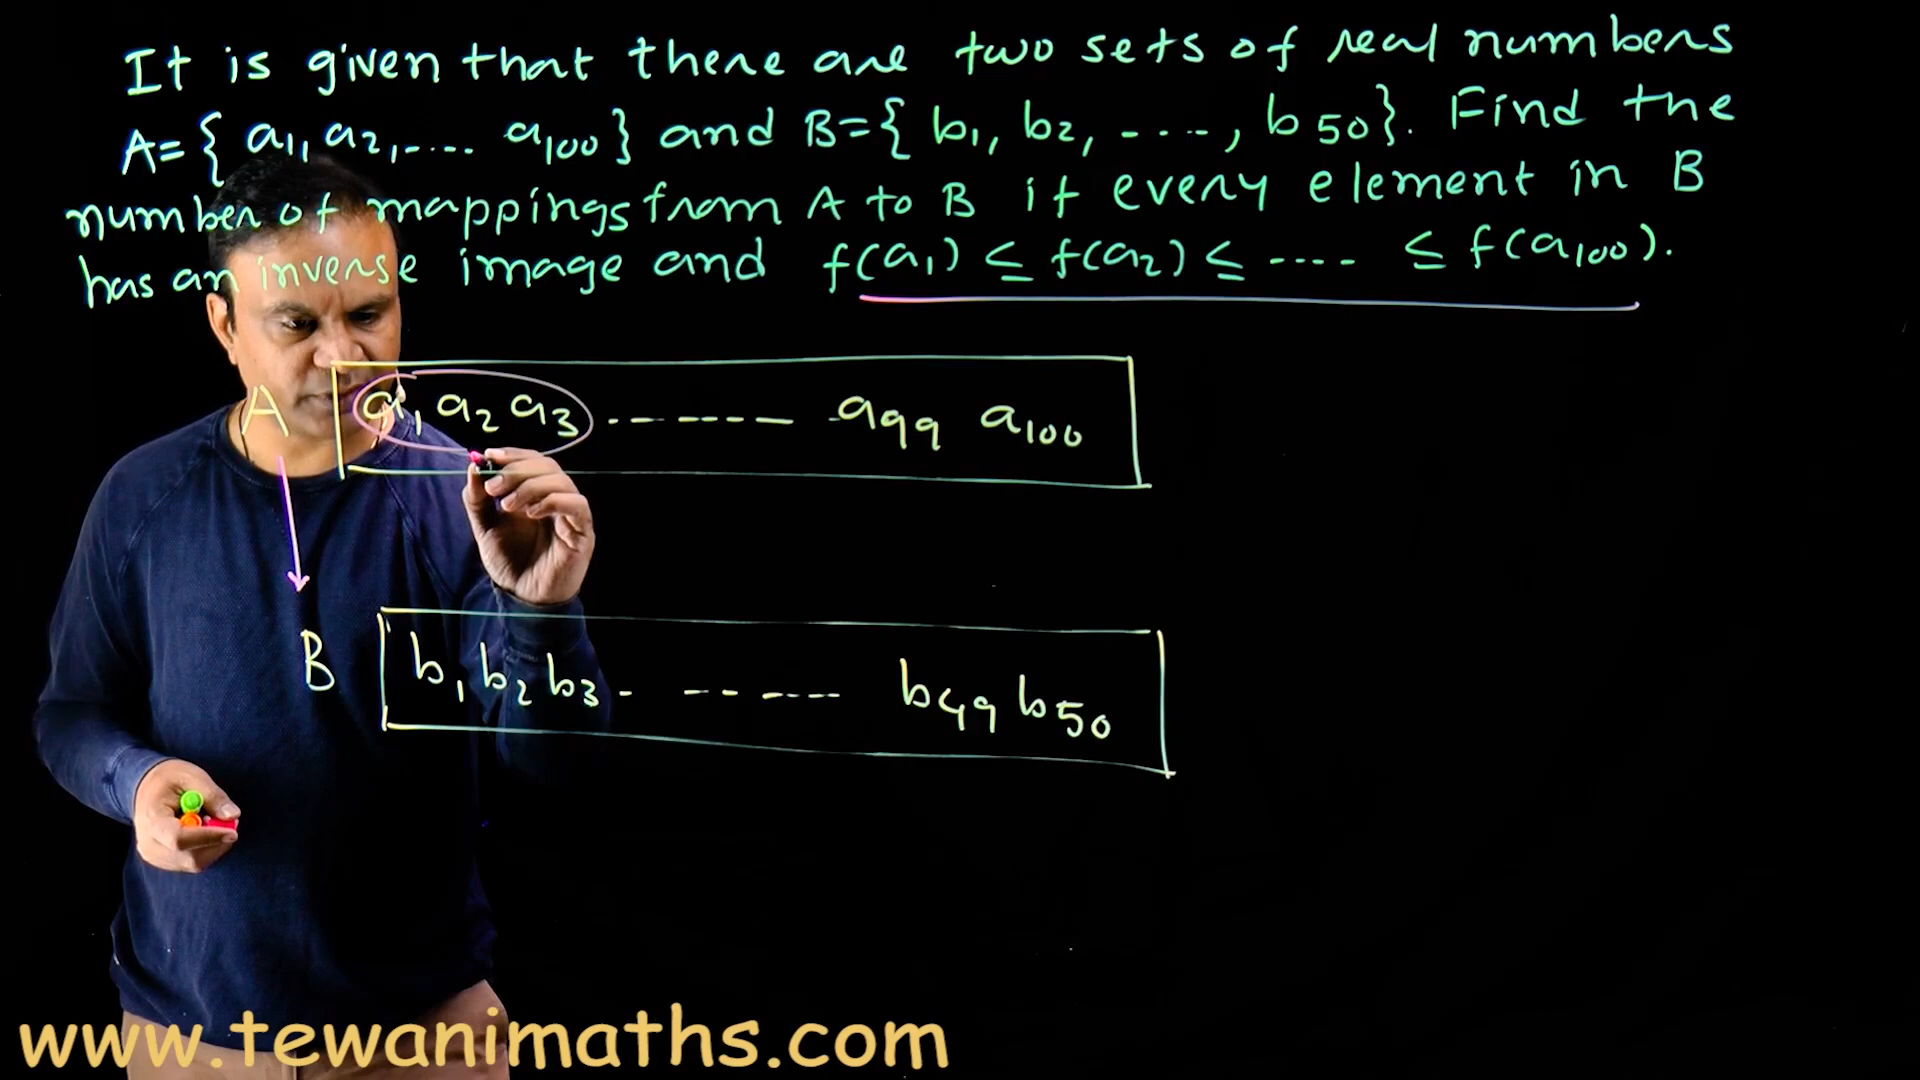 It is given that there are two sets of real numbers
A={ a1, a2,.... a100 } and B={ b1, b2, ...., b50}. Find the
number of mappings from A to B if every element in B
has an inverse image and f(a1) ≤ f(a2) ≤ .... ≤ f(a100).
A a1 a2 a3 ------- a99 a100
B b1 b2 b3 - ------ b49 b50
www.tewanimaths.com